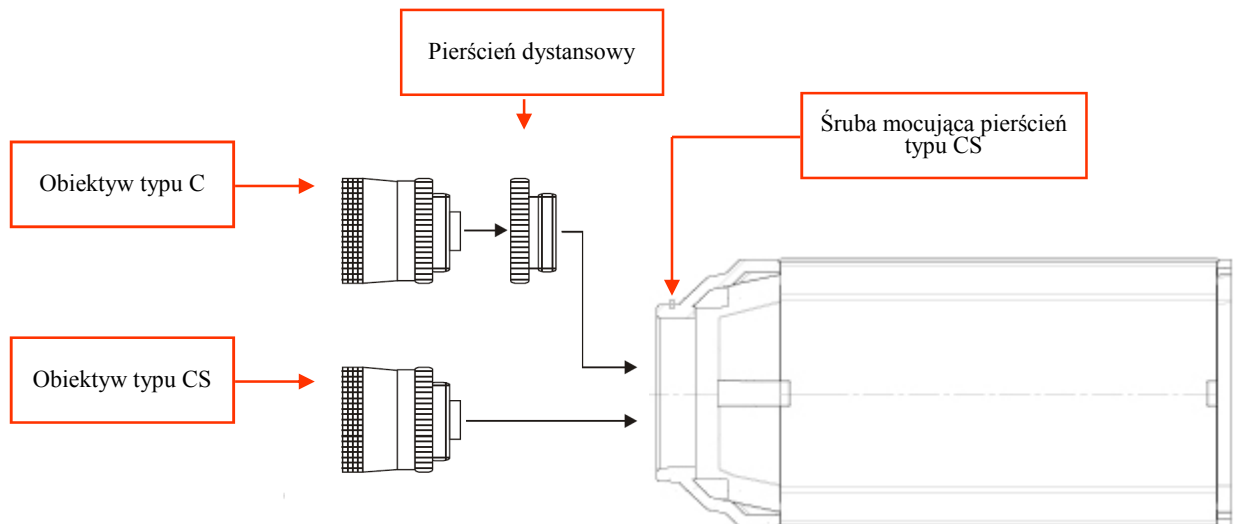 Pierścień dystansowy
Śruba mocująca pierścień
typu CS
Obiektyw typu C
Obiektyw typu CS